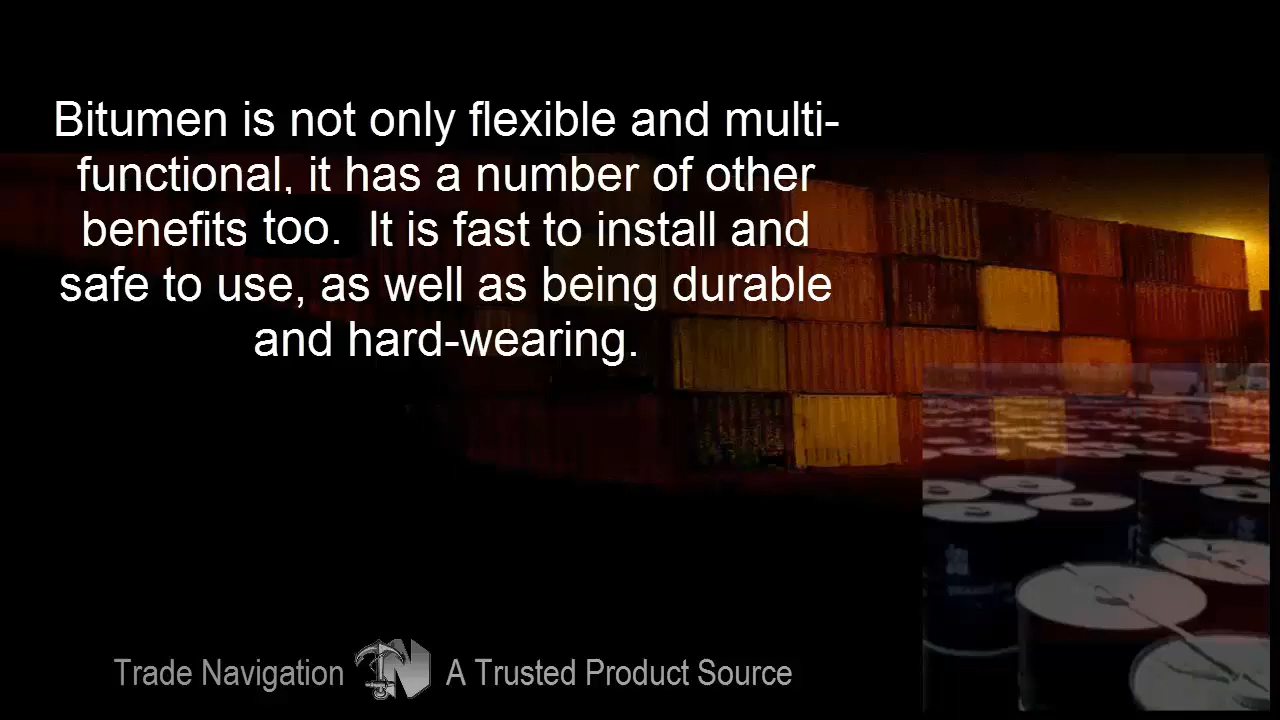 Bitumen is not only flexible and multi-
functional, it has a number of other
benefits too.  It is fast to install and
safe to use, as well as being durable
and hard-wearing.
Trade Navigation N A Trusted Product Source